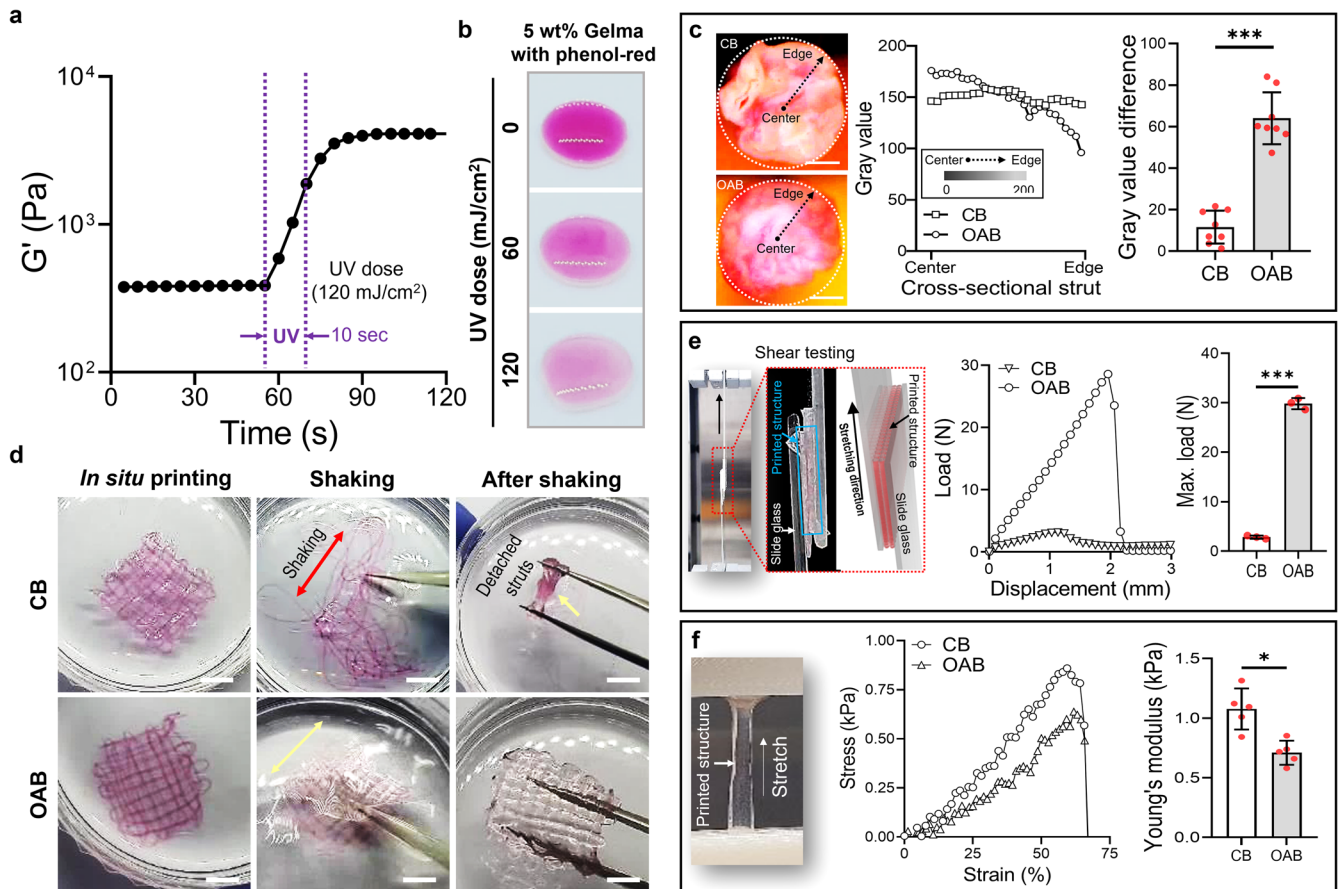 a
G' (Pa)
10⁴
10³
10²
0
30
60
90
120
Time (s)
UV dose
(120 mJ/cm²)
UV
10 sec
b
5 wt% Gelma
with phenol-red
UV dose (mJ/cm²)
0
60
120
c
CB
Edge
Center
OAB
Edge
Center
Gray value
200
150
100
50
0
Center
Edge
0
200
CB
OAB
Center
Edge
Cross-sectional strut
Gray value difference
100
80
60
40
20
0
***
CB
OAB
d
In situ printing
Shaking
After shaking
CB
Shaking
Detached
struts
OAB
e
Shear testing
Printed structure
Slide glass
Stretching direction
Printed
structure
Slide
glass
Load (N)
30
20
10
0
CB
OAB
0
1
2
3
Displacement (mm)
Max. load (N)
40
30
20
10
0
***
CB
OAB
f
Printed structure
Stretch
Stress (kPa)
1.00
0.75
0.50
0.25
0.00
CB
OAB
0
25
50
75
Strain (%)
Young's modulus (kPa)
1.5
1.0
0.5
0.0
*
CB
OAB